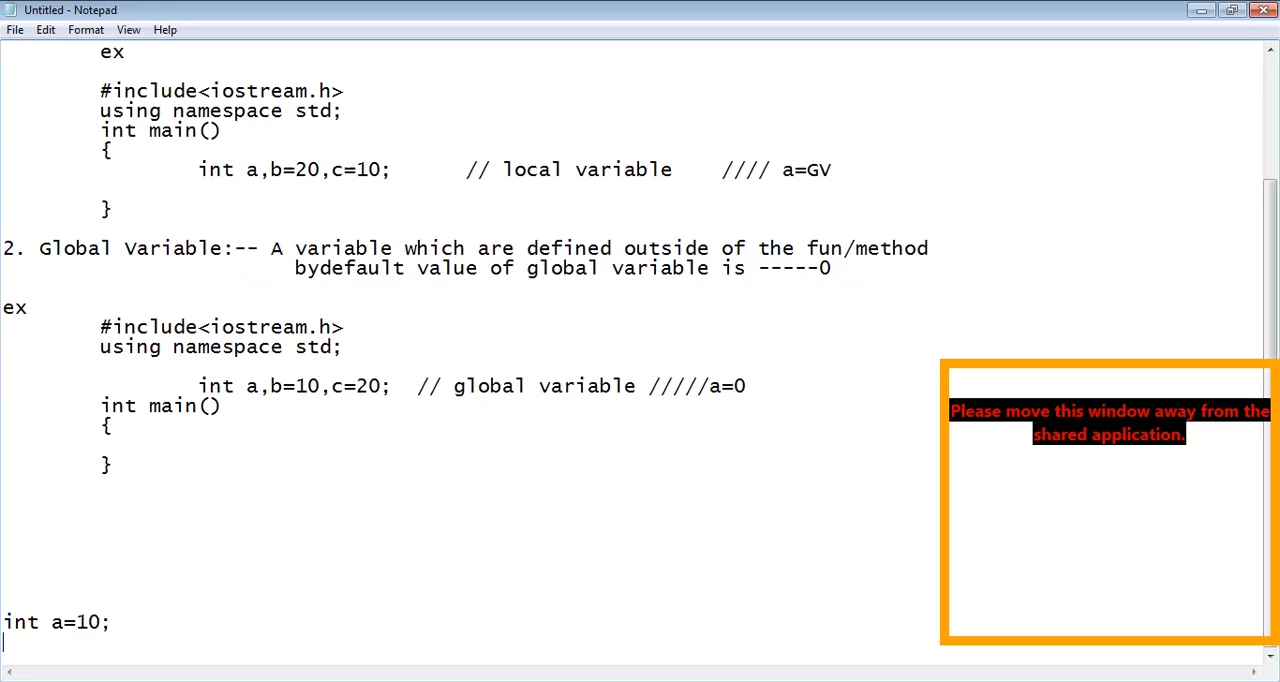 Untitled - Notepad
File Edit Format View Help
ex
#include<iostream.h>
using namespace std;
int main()
{
int a,b=20,c=10; // local variable //// a=GV
}
2. Global Variable:-- A variable which are defined outside of the fun/method
bydefault value of global variable is -----0
ex
#include<iostream.h>
using namespace std;
int a,b=10,c=20; // global variable /////a=0
int main()
{
}
Please move this window away from the
shared application.
int a=10;